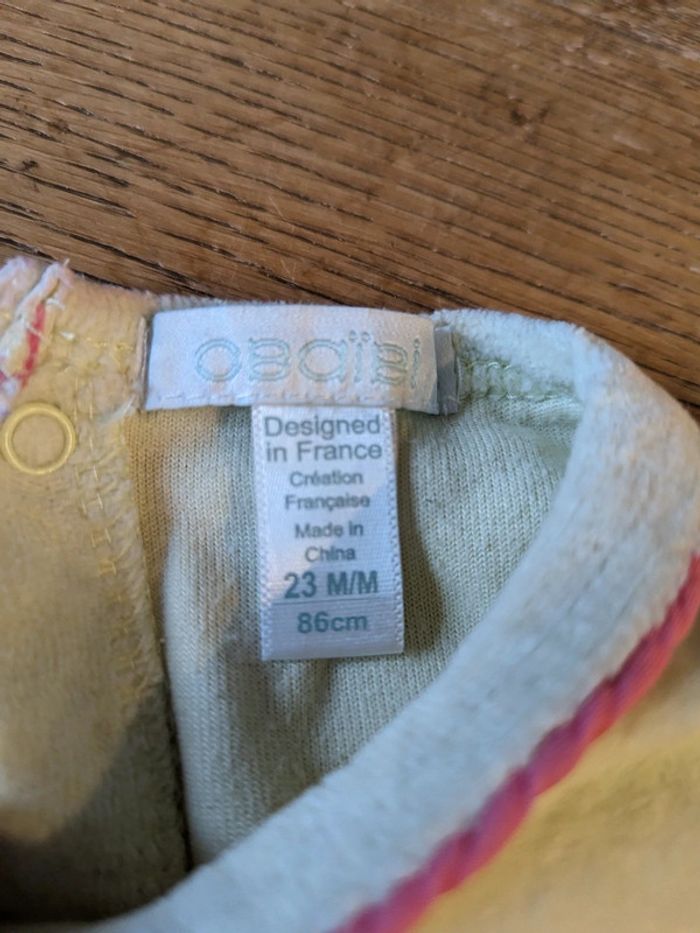 obaïbi
Designed
in France
Création
Française
Made in
China
23 M/M
86cm